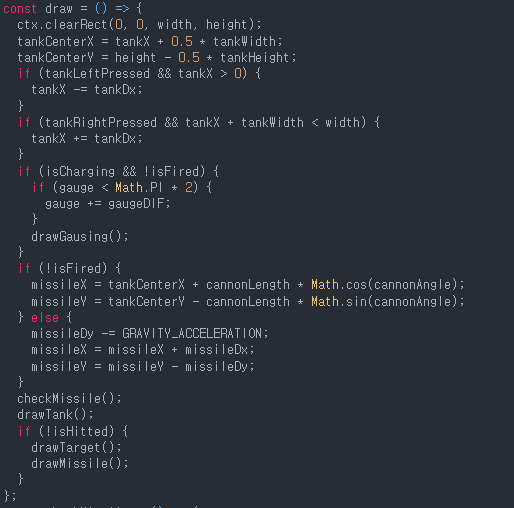 const draw = () => {
  ctx.clearRect(0, 0, width, height);
  tankCenterX = tankX + 0.5 * tankWidth;
  tankCenterY = height - 0.5 * tankHeight;
  if (tankLeftPressed && tankX > 0) {
    tankX -= tankDx;
  }
  if (tankRightPressed && tankX + tankWidth < width) {
    tankX += tankDx;
  }
  if (isCharging && !isFired) {
    if (gauge < Math.PI * 2) {
      gauge += gaugeDIF;
    }
    drawGausing();
  }
  if (!isFired) {
    missileX = tankCenterX + cannonLength * Math.cos(cannonAngle);
    missileY = tankCenterY - cannonLength * Math.sin(cannonAngle);
  } else {
    missileDy -= GRAVITY_ACCELERATION;
    missileX = missileX + missileDx;
    missileY = missileY - missileDy;
  }
  checkMissile();
  drawTank();
  if (!isHitted) {
    drawTarget();
    drawMissile();
  }
};